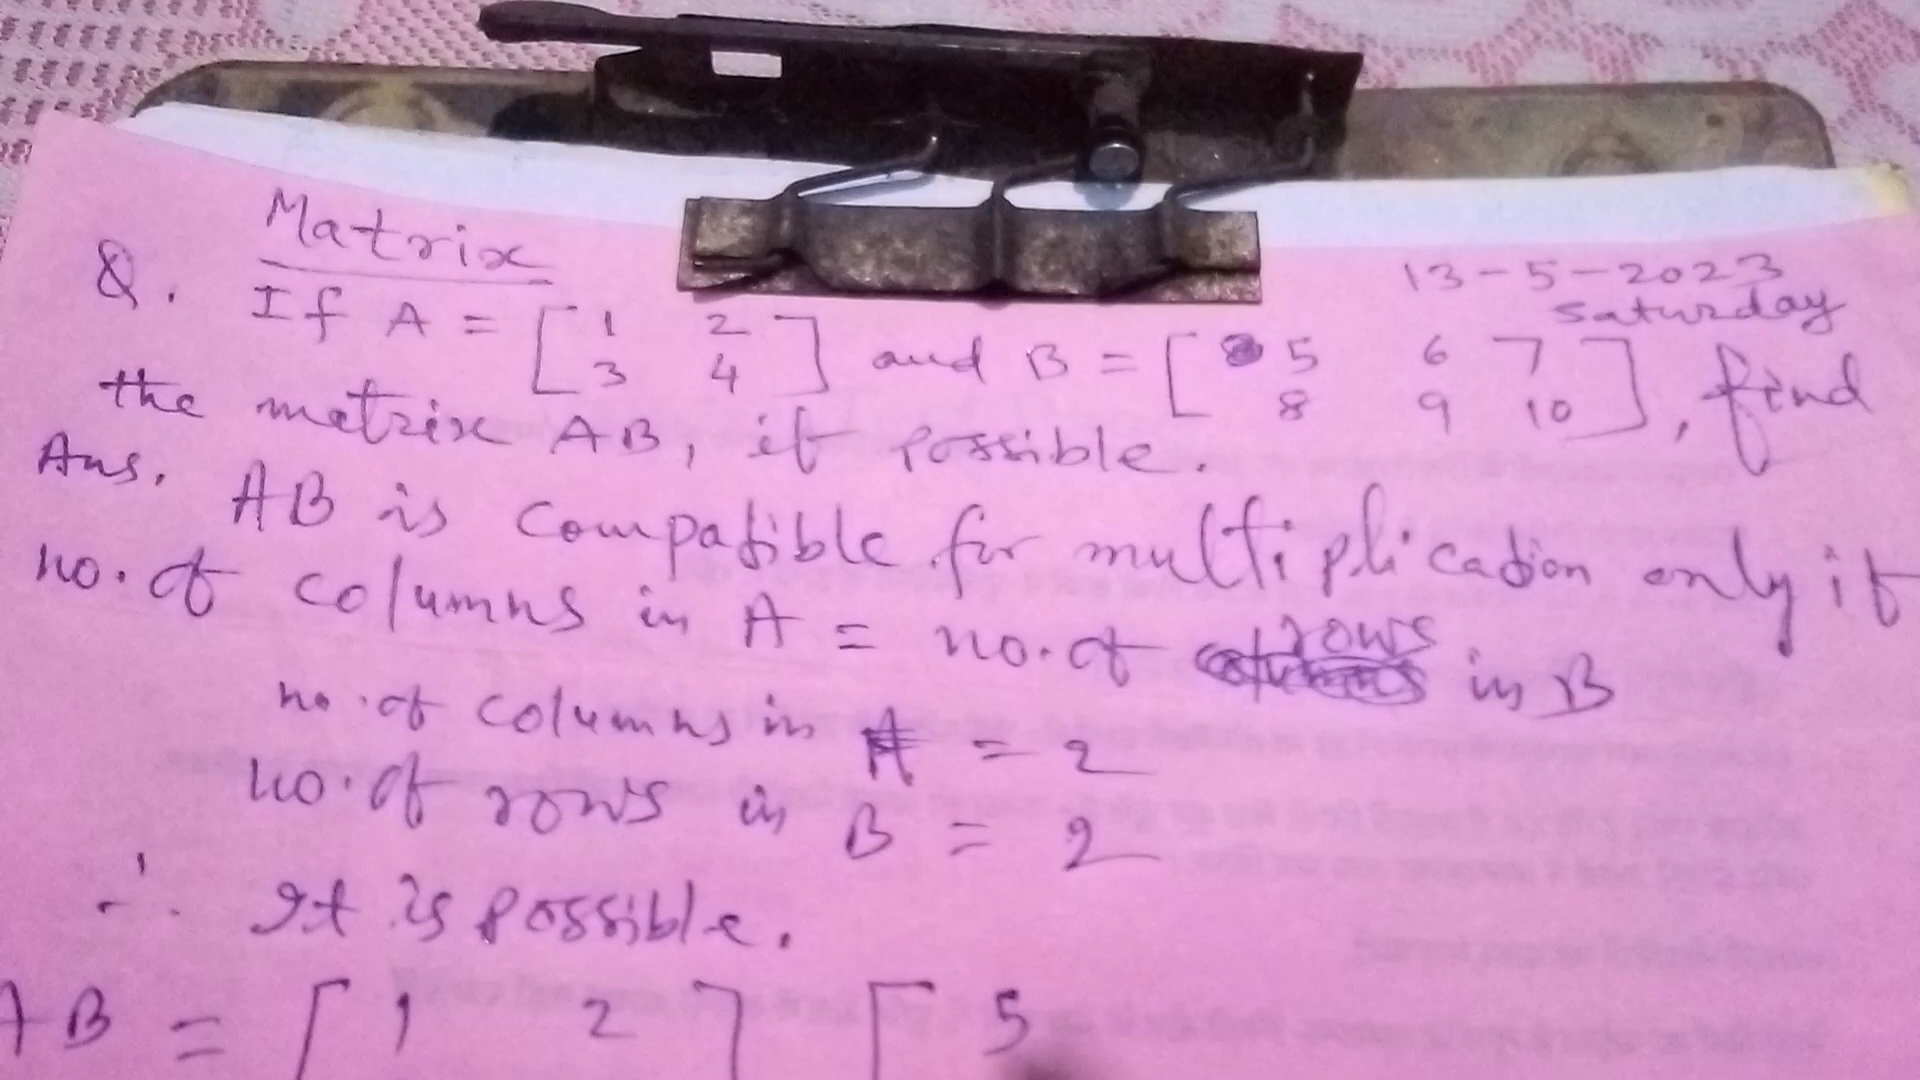 Matrix
13-5-2023
Saturday
Q. If A = [ 1 2 ] and B = [ 5 6 7 ], find
3 4 8 9 10
the matrix AB, if possible.
Ans. AB is compatible for multiplication only if
no. of columns in A = no. of rows in B
no. of columns in A = 2
no. of rows in B = 2
∴ It is possible.
AB = [ 1 2 ] [ 5